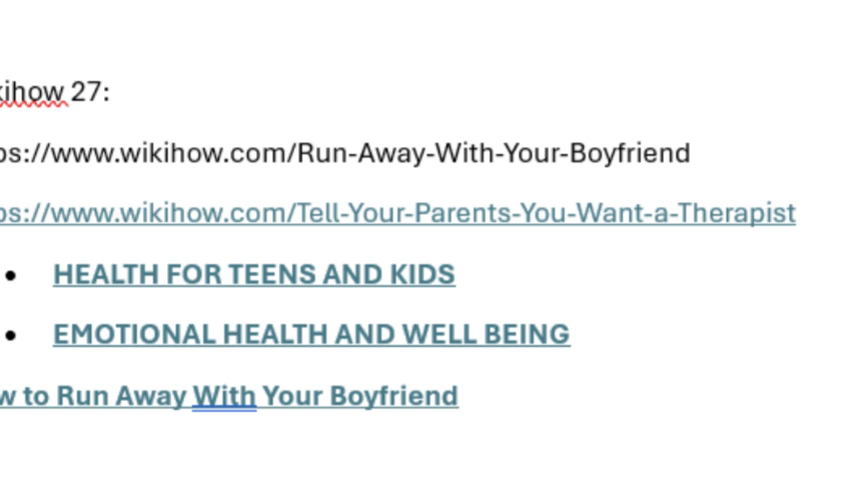 kihow 27:
ps://www.wikihow.com/Run-Away-With-Your-Boyfriend
ps://www.wikihow.com/Tell-Your-Parents-You-Want-a-Therapist
• HEALTH FOR TEENS AND KIDS
• EMOTIONAL HEALTH AND WELL BEING
w to Run Away With Your Boyfriend